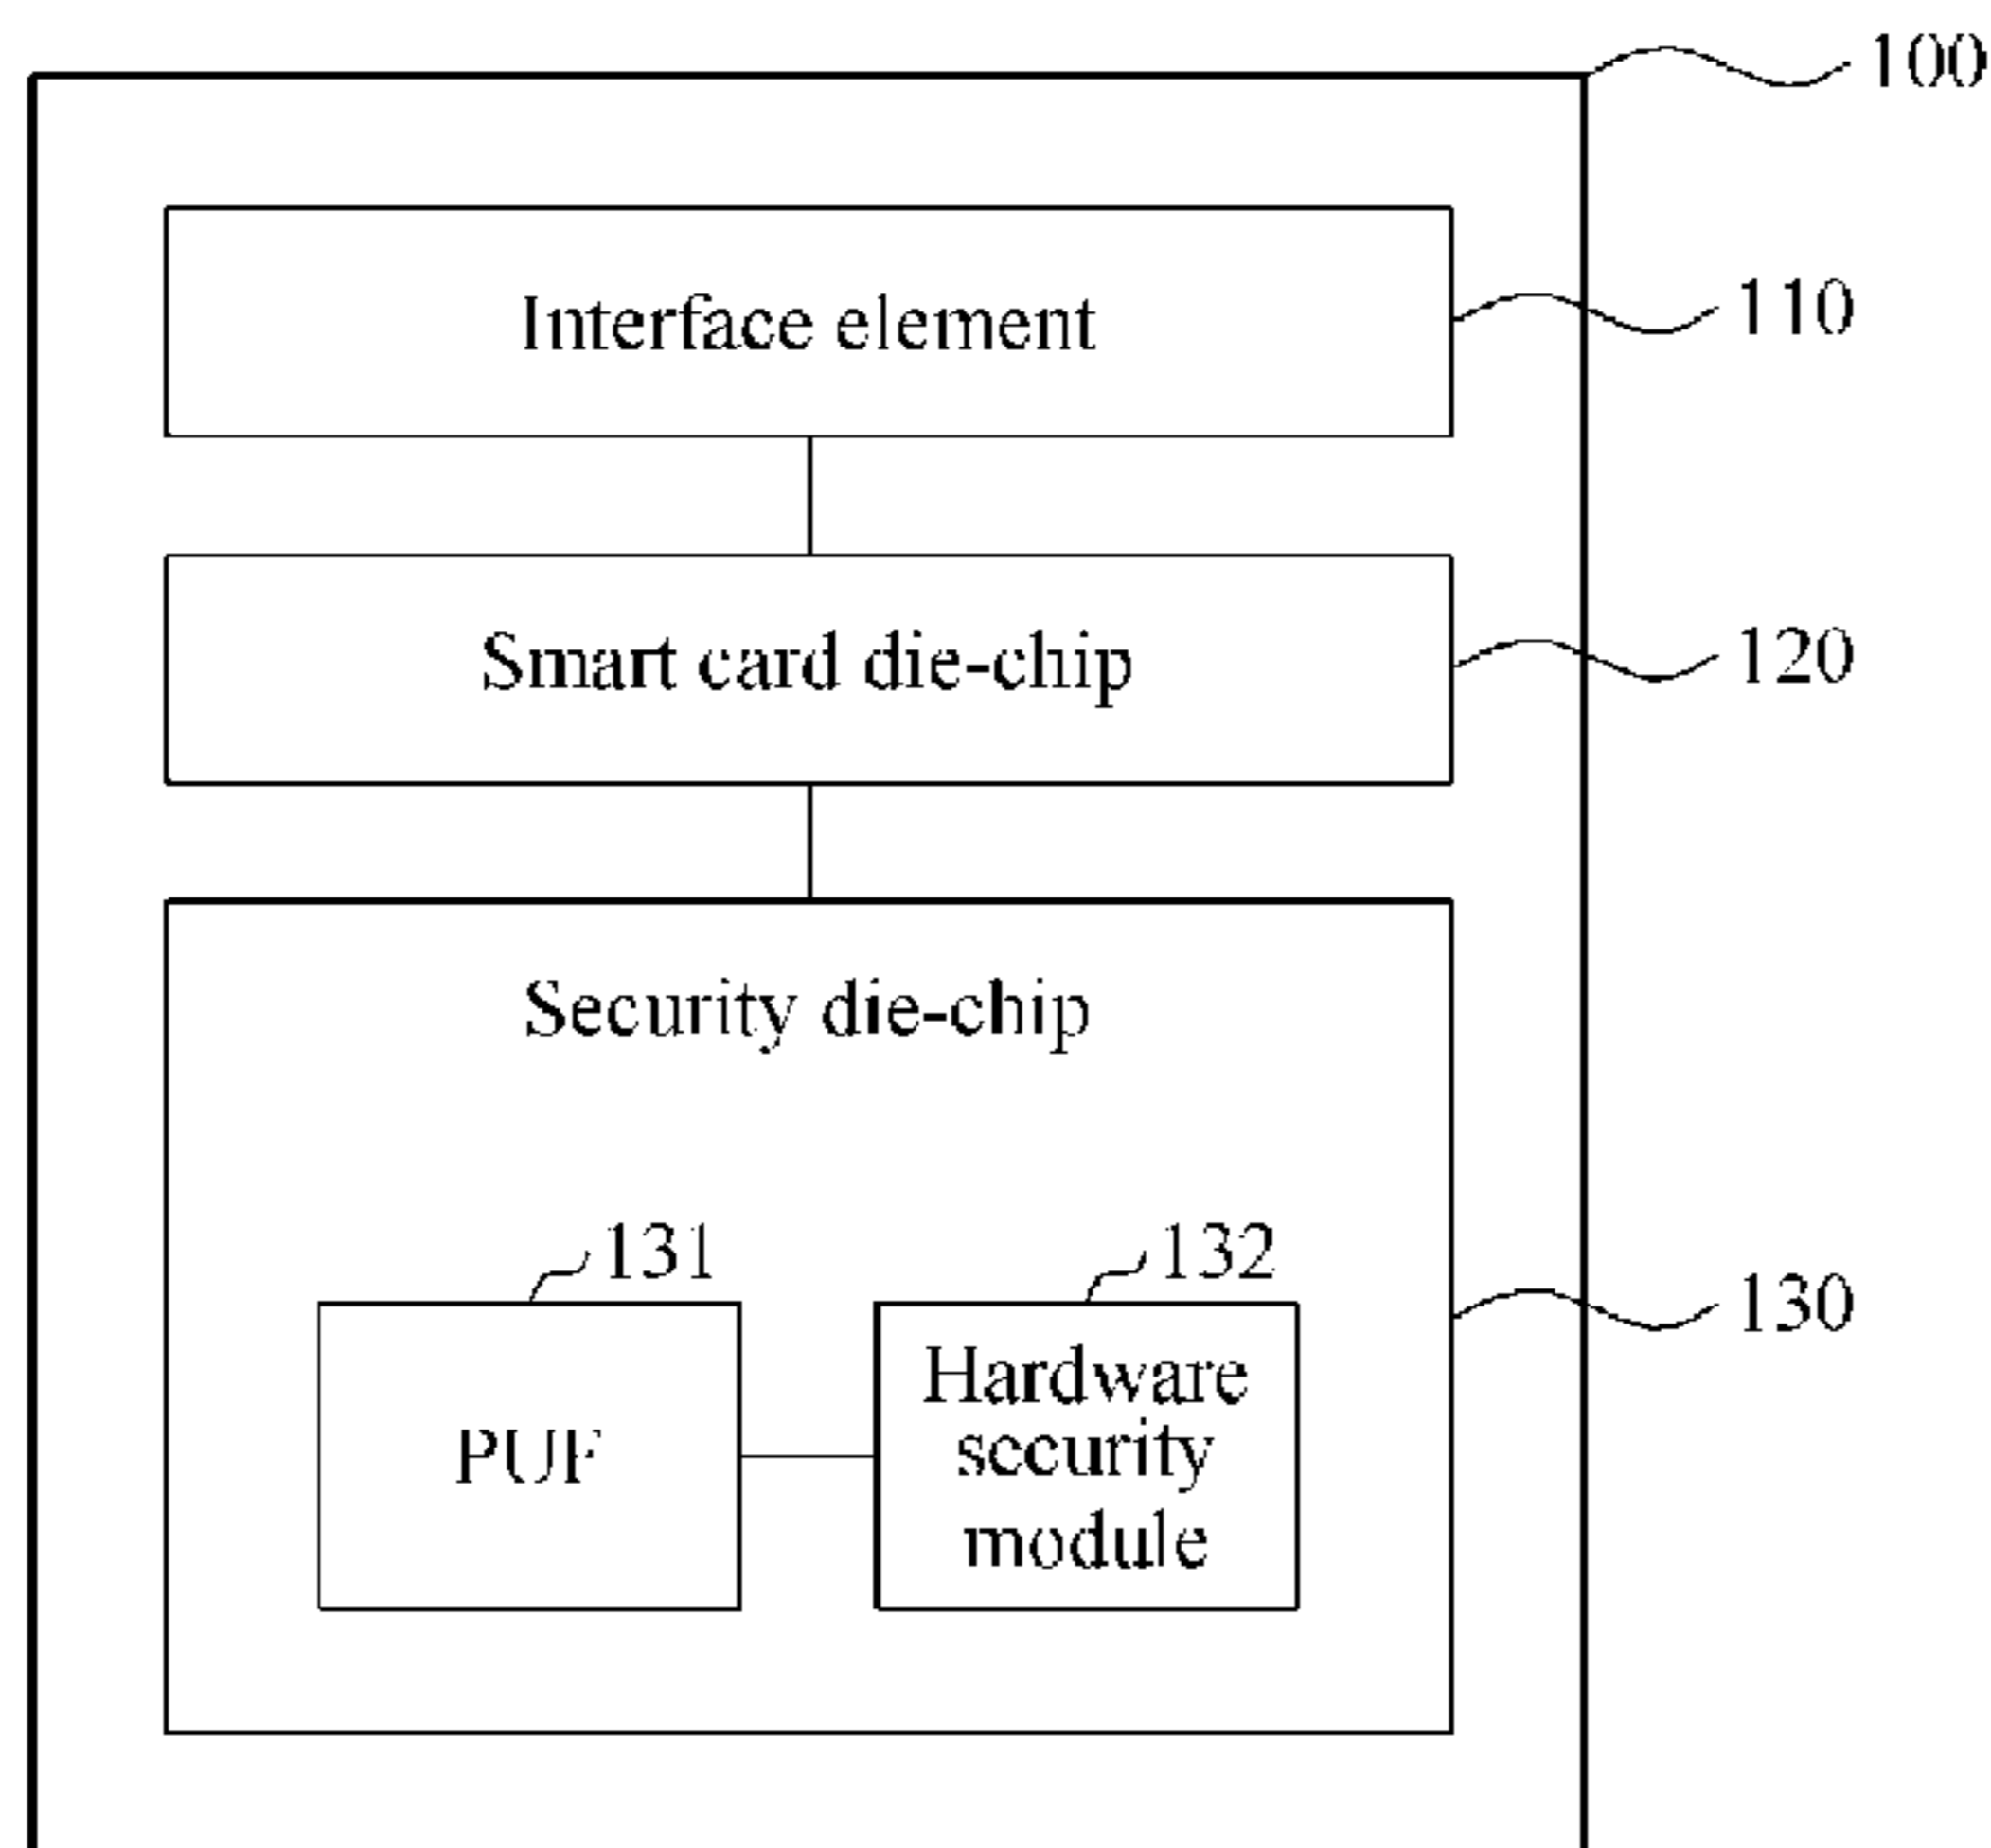 100
Interface element
110
Smart card die-chip
120
Security die-chip
131
132
130
PUF
Hardware
security
module